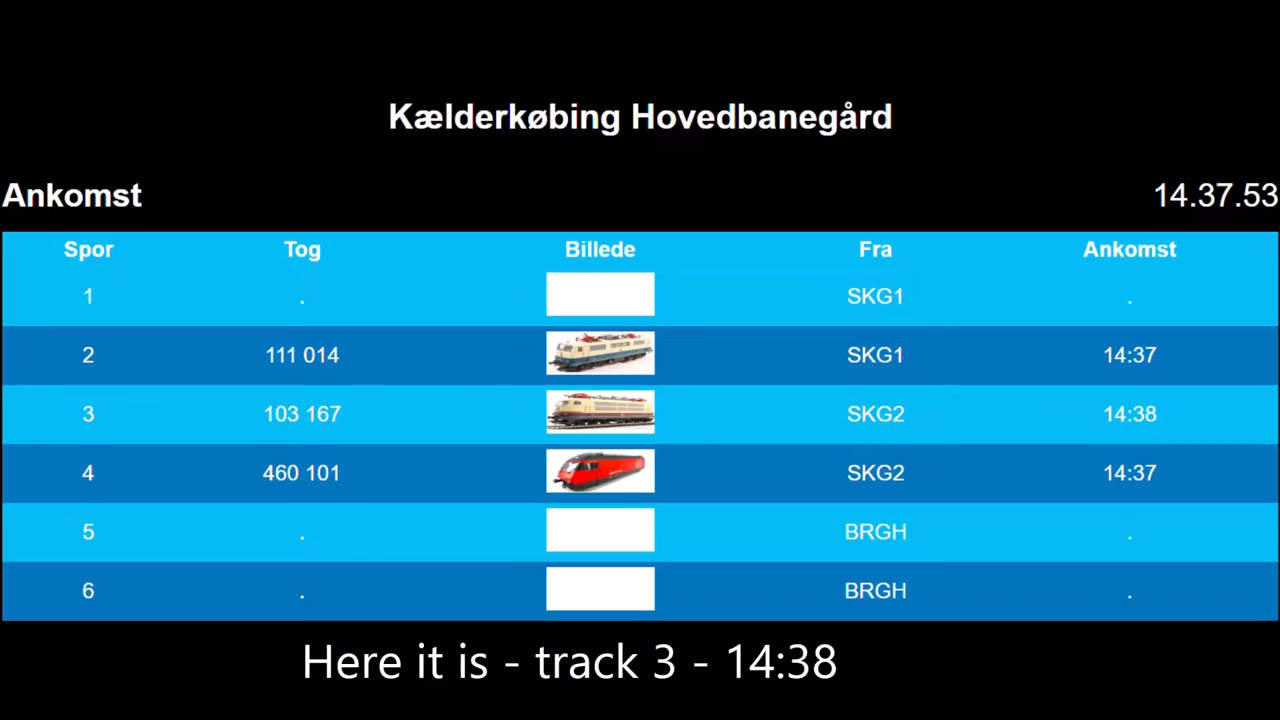 Kælderkøbing Hovedbanegård
Ankomst 14.37.53
Spor Tog Billede Fra Ankomst
1 . SKG1 .
2 111 014 SKG1 14:37
3 103 167 SKG2 14:38
4 460 101 SKG2 14:37
5 . BRGH .
6 . BRGH .
Here it is - track 3 - 14:38